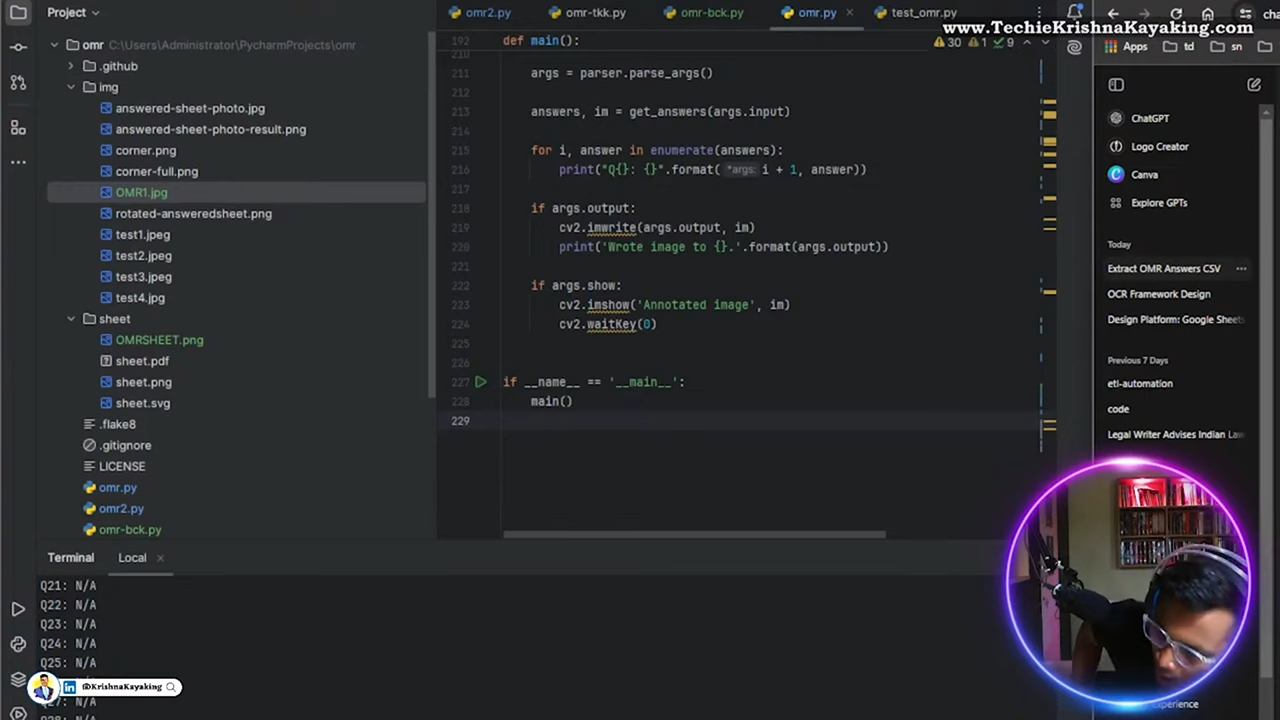 Project
omr2.py
omr-tkk.py
omr-bck.py
omr.py
test_omr.py
www.TechieKrishnaKayaking.com
omr C:\Users\Administrator\PycharmProjects\omr
.github
img
answered-sheet-photo.jpg
answered-sheet-photo-result.png
corner.png
corner-full.png
OMR1.jpg
rotated-answeredsheet.png
test1.jpeg
test2.jpeg
test3.jpeg
test4.jpg
sheet
OMRSHEET.png
sheet.pdf
sheet.png
sheet.svg
.flake8
.gitignore
LICENSE
omr.py
omr2.py
omr-bck.py
192 def main():
30 1 9
210
211 args = parser.parse_args()
212
213 answers, im = get_answers(args.input)
214
215 for i, answer in enumerate(answers):
216 print("Q{}: {}".format( *args: i + 1, answer))
217
218 if args.output:
219 cv2.imwrite(args.output, im)
220 print('Wrote image to {}.'.format(args.output))
221
222 if args.show:
223 cv2.imshow('Annotated image', im)
224 cv2.waitKey(0)
225
226
227 if __name__ == '__main__':
228 main()
229
Terminal
Local
Q21: N/A
Q22: N/A
Q23: N/A
Q24: N/A
Q25: N/A
in @KrishnaKayaking
Apps
td
sn
ChatGPT
Logo Creator
Canva
Explore GPTs
Today
Extract OMR Answers CSV
OCR Framework Design
Design Platform: Google Sheets
Previous 7 Days
etl-automation
code
Legal Writer Advises Indian